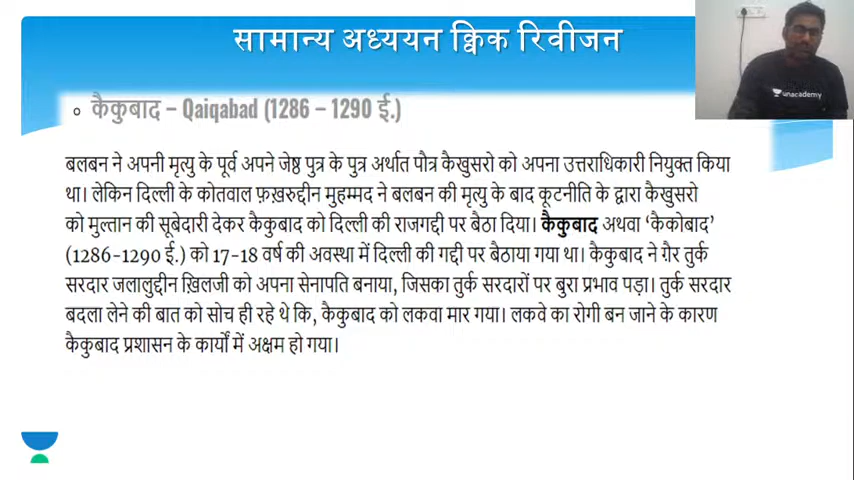 सामान्य अध्ययन क्विक रिवीजन
unacademy
कैकुबाद – Qaiqabad (1286 – 1290 ई.)
बलबन ने अपनी मृत्यु के पूर्व अपने जेष्ठ पुत्र के पुत्र अर्थात पौत्र कैखुसरो को अपना उत्तराधिकारी नियुक्त किया
था। लेकिन दिल्ली के कोतवाल फ़ख़रुद्दीन मुहम्मद ने बलबन की मृत्यु के बाद कूटनीति के द्वारा कैखुसरो
को मुल्तान की सूबेदारी देकर कैकुबाद को दिल्ली की राजगद्दी पर बैठा दिया। कैकुबाद अथवा ‘कैकोबाद’
(1286-1290 ई.) को 17-18 वर्ष की अवस्था में दिल्ली की गद्दी पर बैठाया गया था। कैकुबाद ने ग़ैर तुर्क
सरदार जलालुद्दीन ख़िलजी को अपना सेनापति बनाया, जिसका तुर्क सरदारों पर बुरा प्रभाव पड़ा। तुर्क सरदार
बदला लेने की बात को सोच ही रहे थे कि, कैकुबाद को लकवा मार गया। लकवे का रोगी बन जाने के कारण
कैकुबाद प्रशासन के कार्यों में अक्षम हो गया।